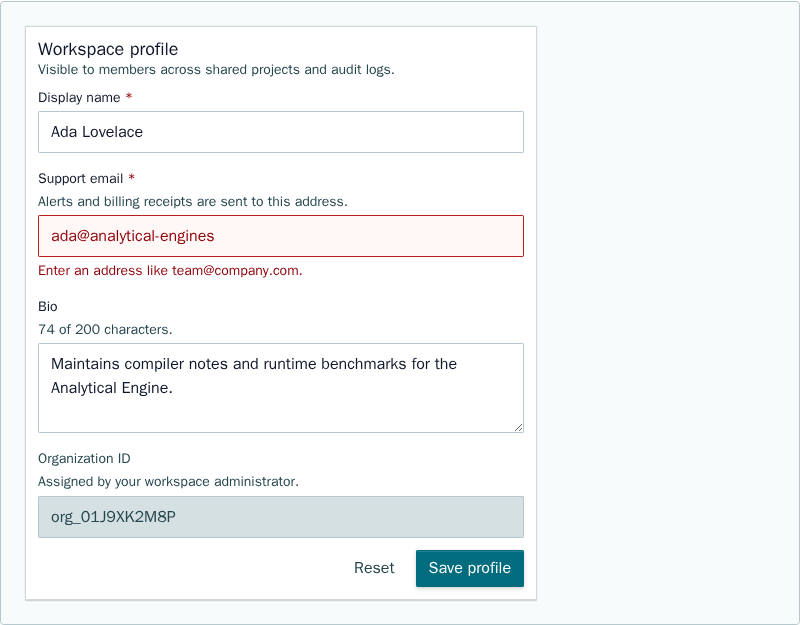 Workspace profile
Visible to members across shared projects and audit logs.
Display name *
Ada Lovelace
Support email *
Alerts and billing receipts are sent to this address.
ada@analytical-engines
Enter an address like team@company.com.
Bio
74 of 200 characters.
Maintains compiler notes and runtime benchmarks for the
Analytical Engine.
Organization ID
Assigned by your workspace administrator.
org_01J9XK2M8P
Reset
Save profile